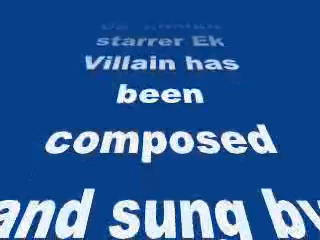 starrer Ek
Villain has
been
composed
and sung by